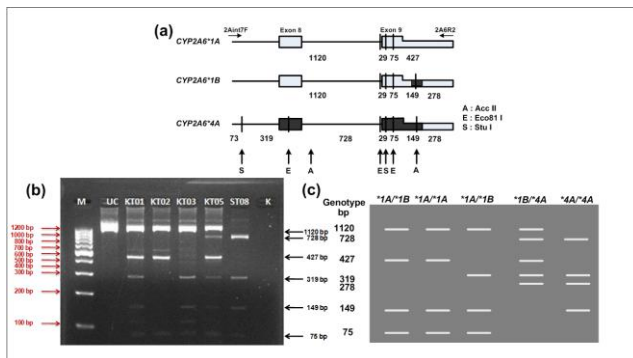 (a)
2Aint7F Exon 8 Exon 9 2A6R2
CYP2A6*1A
1120 29 75 427
CYP2A6*1B
1120 29 75 149 278
CYP2A6*4A
73 319 728 29 75 149 278
A : Acc II
E : Eco81 I
S : Stu I
S E A E S E A
(b)
M UC KT01 KT02 KT03 KT05 ST08 K
1200 bp
1000 bp
800 bp
700 bp
600 bp
500 bp
400 bp
300 bp
200 bp
100 bp
1120 bp
728 bp
427 bp
319 bp
149 bp
75 bp
(c)
Genotype *1A/*1B *1A/*1A *1A/*1B *1B/*4A *4A/*4A
bp
1120
728
427
319
278
149
75